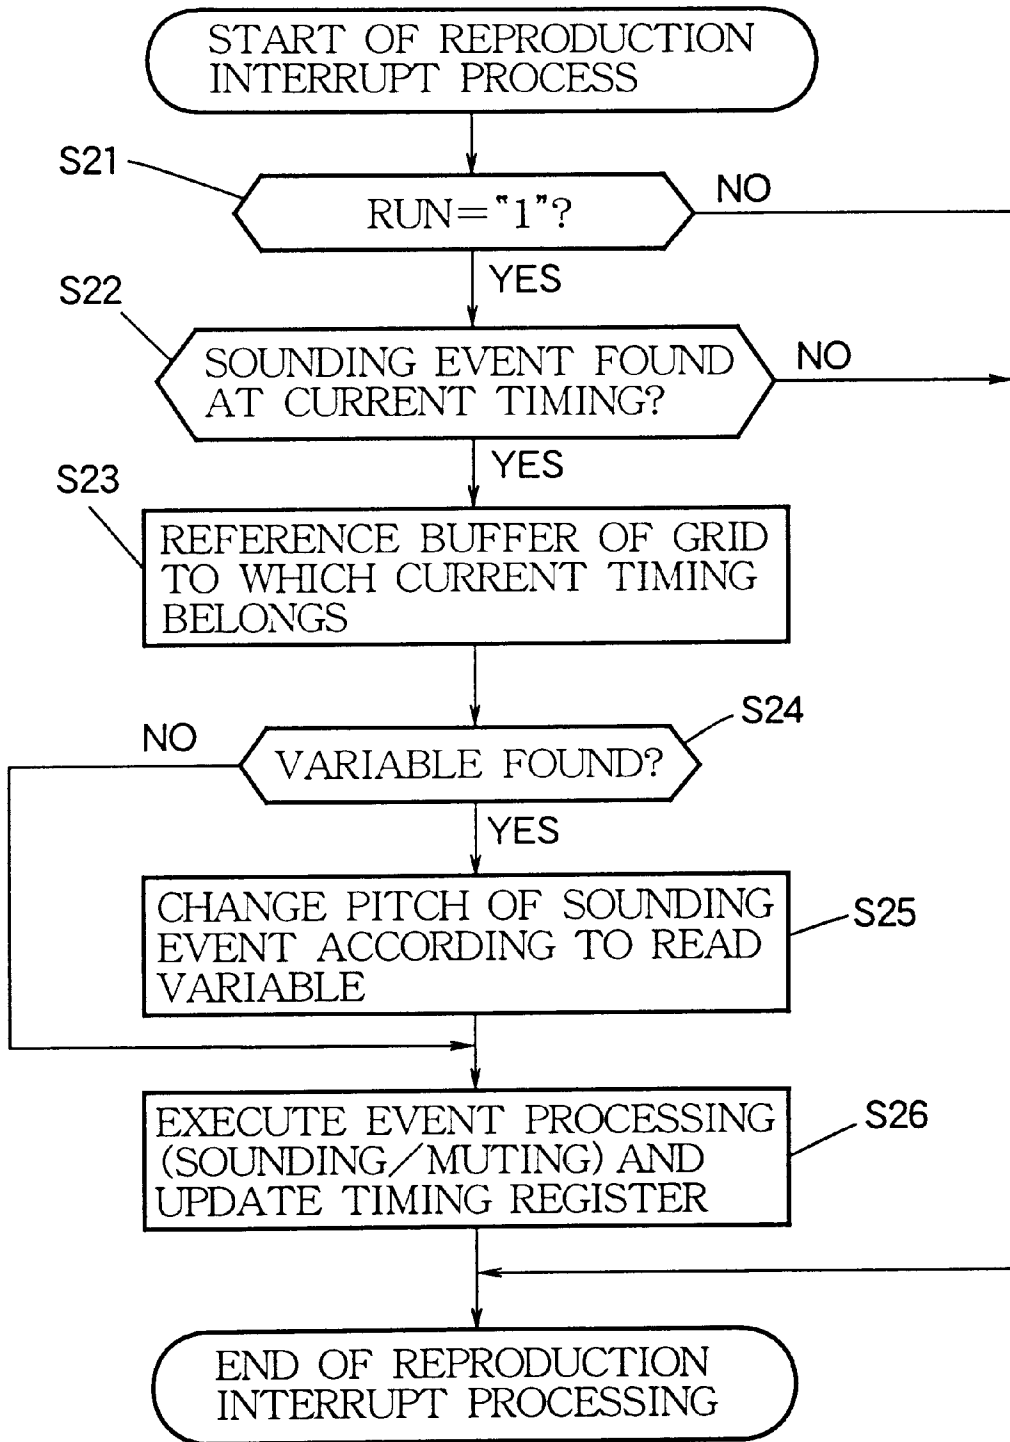 START OF REPRODUCTION
INTERRUPT PROCESS
S21
RUN="1"?
NO
YES
S22
SOUNDING EVENT FOUND
AT CURRENT TIMING?
NO
YES
S23
REFERENCE BUFFER OF GRID
TO WHICH CURRENT TIMING
BELONGS
S24
NO
VARIABLE FOUND?
YES
CHANGE PITCH OF SOUNDING
EVENT ACCORDING TO READ
VARIABLE
S25
EXECUTE EVENT PROCESSING
(SOUNDING/MUTING) AND
UPDATE TIMING REGISTER
S26
END OF REPRODUCTION
INTERRUPT PROCESSING